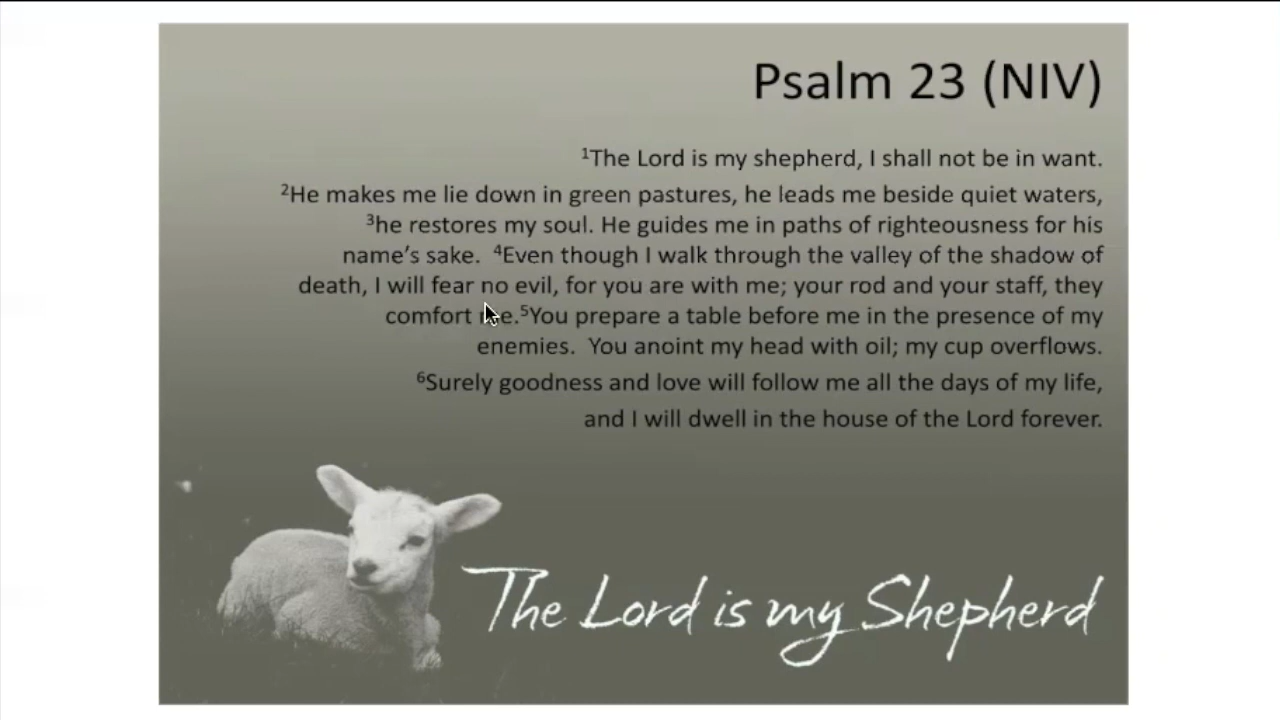 Psalm 23 (NIV)
¹The Lord is my shepherd, I shall not be in want.
²He makes me lie down in green pastures, he leads me beside quiet waters,
³he restores my soul. He guides me in paths of righteousness for his
name’s sake.  ⁴Even though I walk through the valley of the shadow of
death, I will fear no evil, for you are with me; your rod and your staff, they
comfort me.⁵You prepare a table before me in the presence of my
enemies.  You anoint my head with oil; my cup overflows.
⁶Surely goodness and love will follow me all the days of my life,
and I will dwell in the house of the Lord forever.
The Lord is my Shepherd